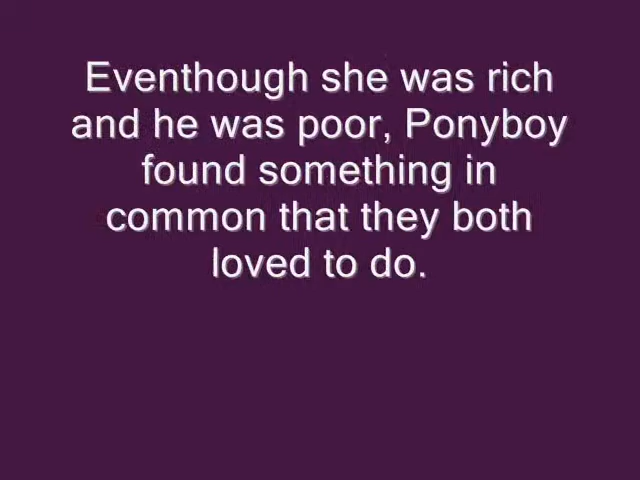 Eventhough she was rich
and he was poor, Ponyboy
found something in
common that they both
loved to do.